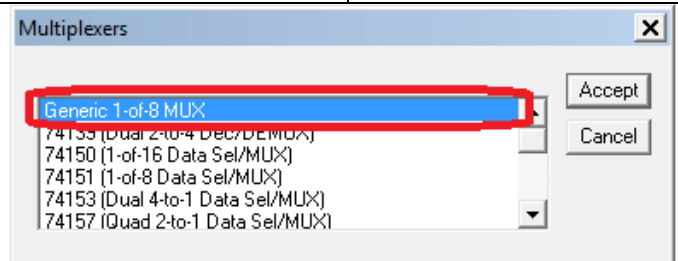 Multiplexers
Generic 1-of-8 MUX
Accept
74139 (Dual 2-to-4 Dec/DEMUX)
Cancel
74150 (1-of-16 Data Sel/MUX)
74151 (1-of-8 Data Sel/MUX)
74153 (Dual 4-to-1 Data Sel/MUX)
74157 (Quad 2-to-1 Data Sel/MUX)